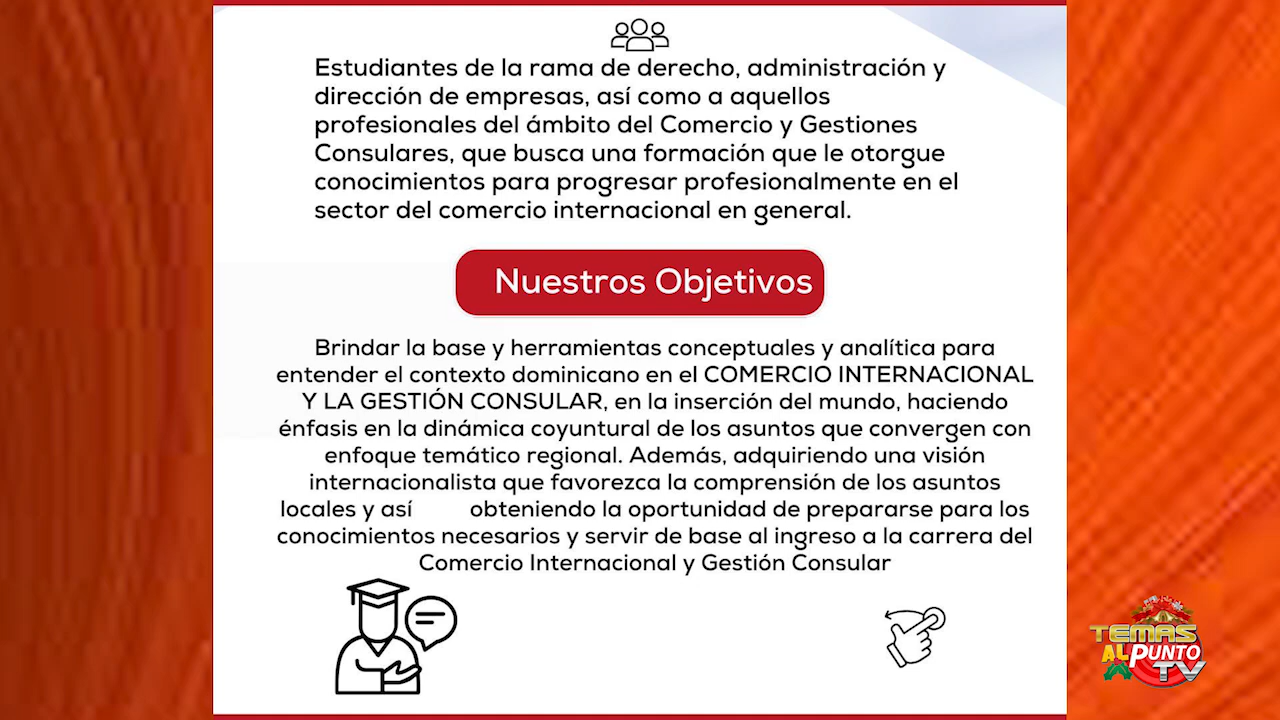 Estudiantes de la rama de derecho, administración y
dirección de empresas, así como a aquellos
profesionales del ámbito del Comercio y Gestiones
Consulares, que busca una formación que le otorgue
conocimientos para progresar profesionalmente en el
sector del comercio internacional en general.
Nuestros Objetivos
Brindar la base y herramientas conceptuales y analítica para
entender el contexto dominicano en el COMERCIO INTERNACIONAL
Y LA GESTIÓN CONSULAR, en la inserción del mundo, haciendo
énfasis en la dinámica coyuntural de los asuntos que convergen con
enfoque temático regional. Además, adquiriendo una visión
internacionalista que favorezca la comprensión de los asuntos
locales y así obteniendo la oportunidad de prepararse para los
conocimientos necesarios y servir de base al ingreso a la carrera del
Comercio Internacional y Gestión Consular
TEMAS
AL PUNTO
TV